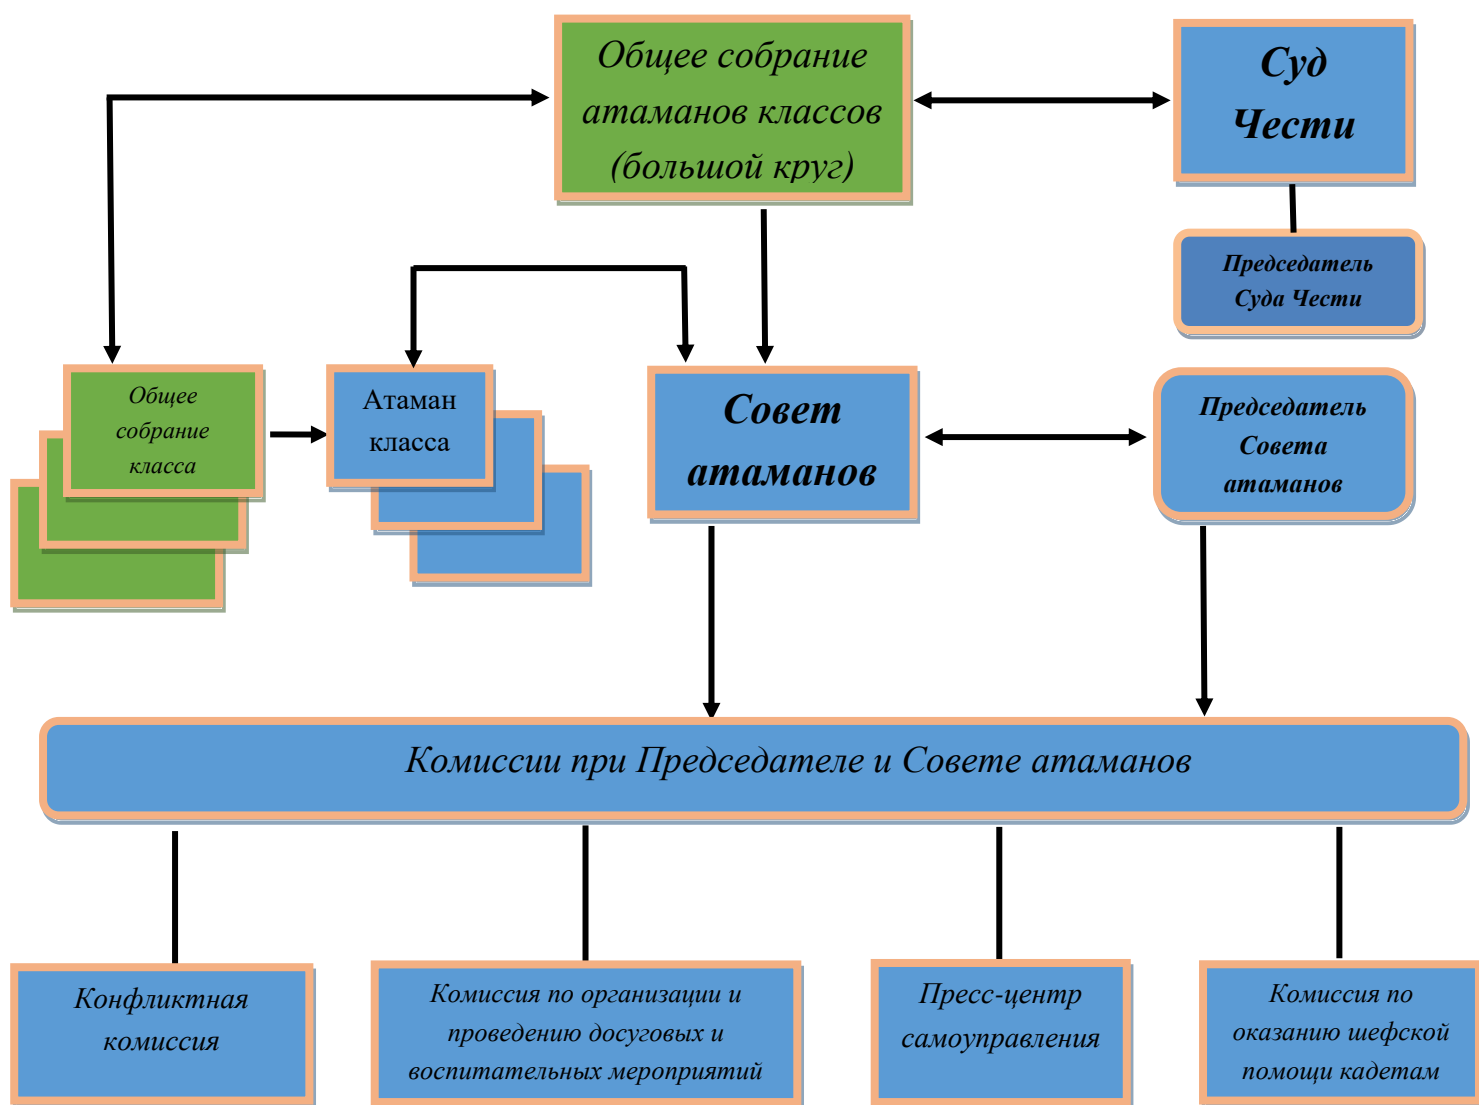 Общее собрание
атаманов классов
(большой круг)
Суд
Чести
Председатель
Суда Чести
Общее
собрание
класса
Атаман
класса
Совет
атаманов
Председатель
Совета
атаманов
Комиссии при Председателе и Совете атаманов
Конфликтная
комиссия
Комиссия по организации и
проведению досуговых и
воспитательных мероприятий
Пресс-центр
самоуправления
Комиссия по
оказанию шефской
помощи кадетам